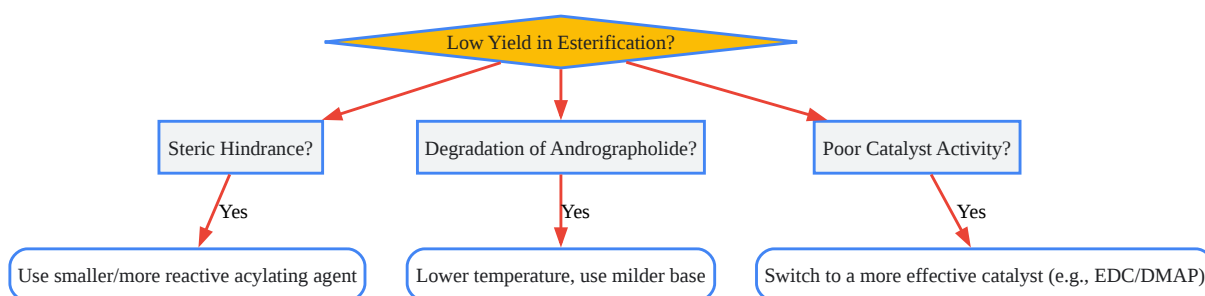 Low Yield in Esterification?
Steric Hindrance?
Degradation of Andrographolide?
Poor Catalyst Activity?
Yes
Yes
Yes
Use smaller/more reactive acylating agent
Lower temperature, use milder base
Switch to a more effective catalyst (e.g., EDC/DMAP)